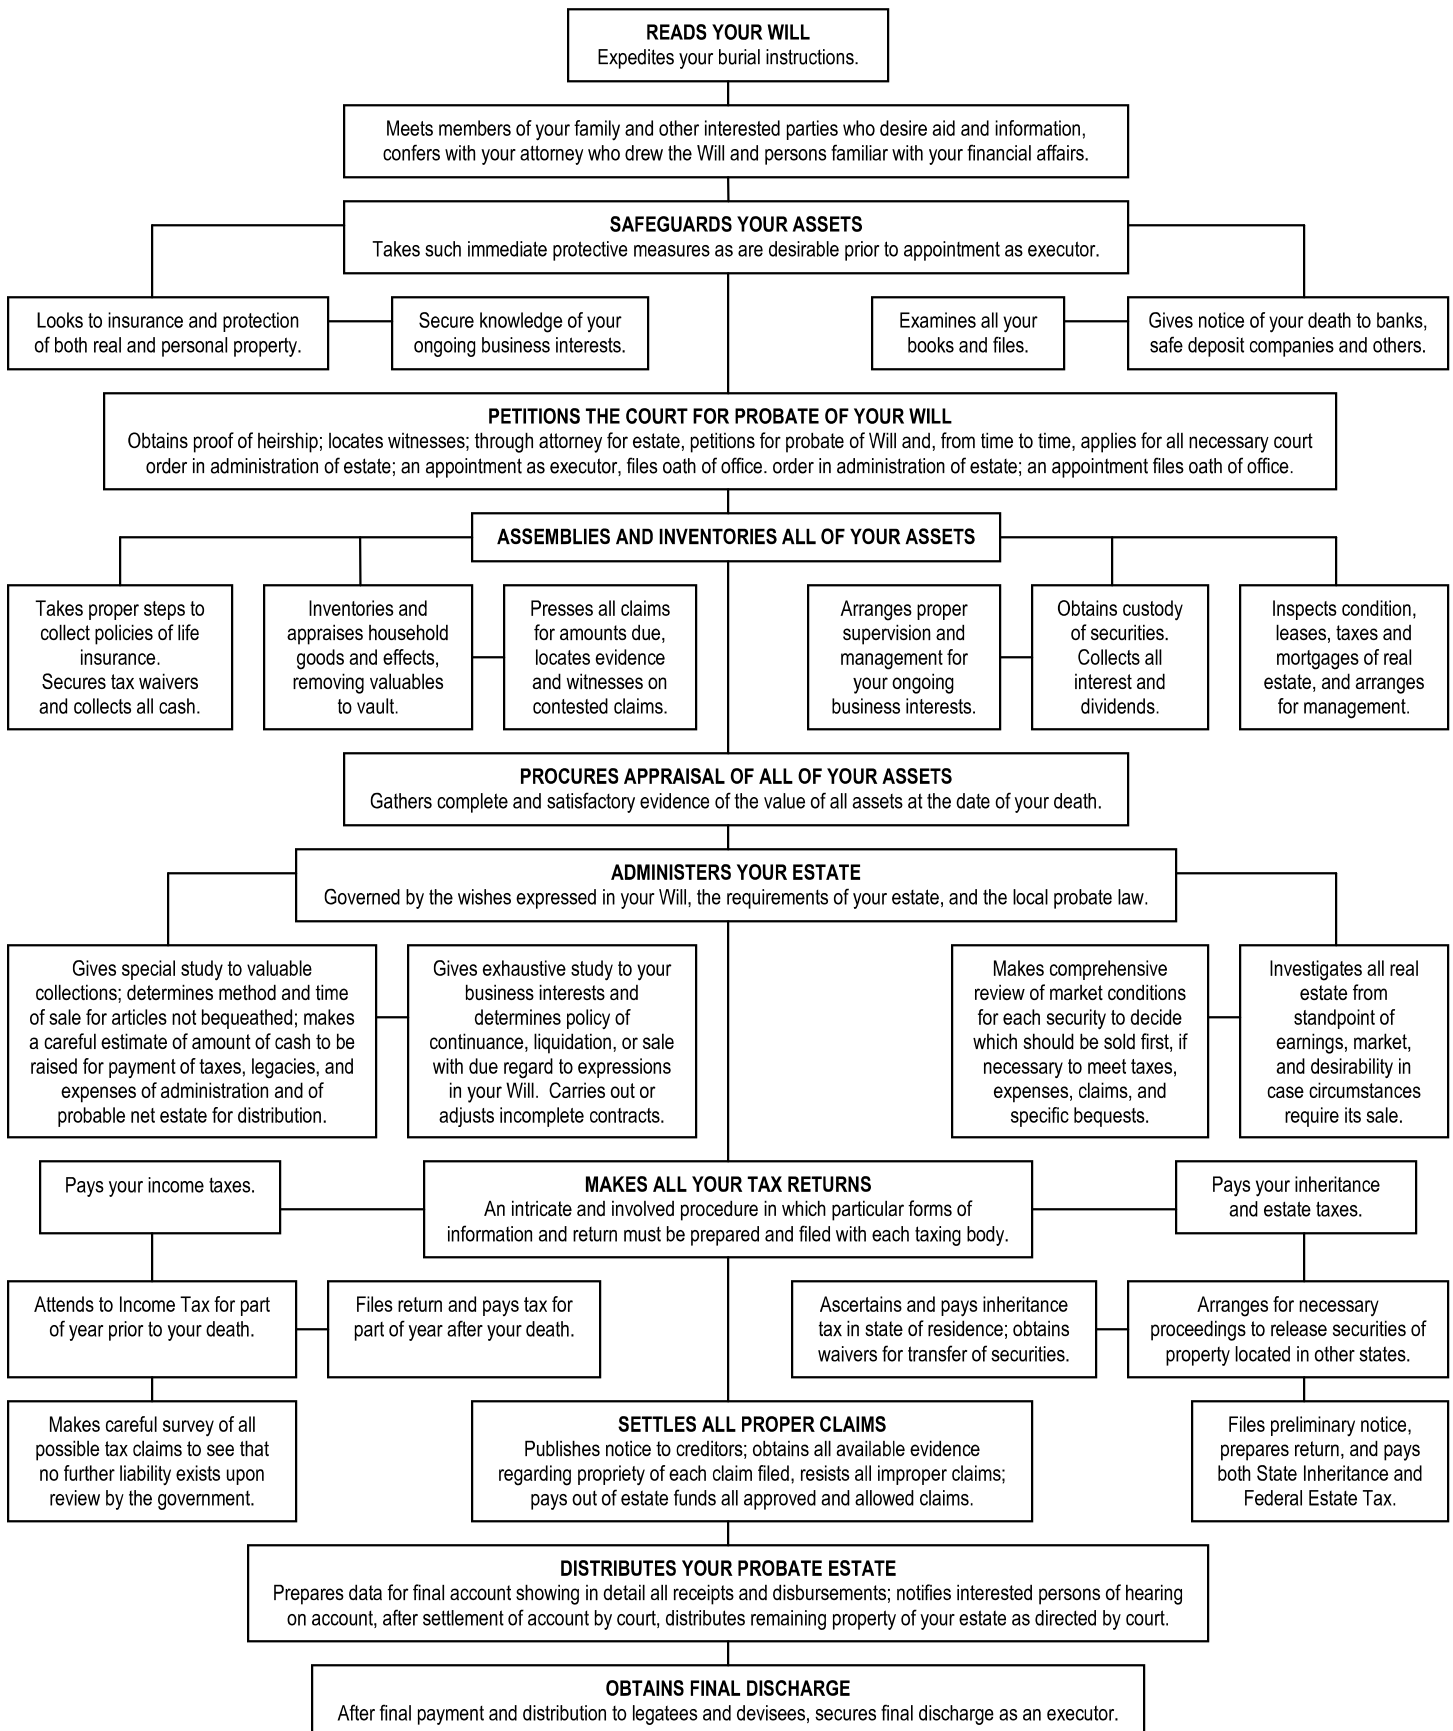 READS YOUR WILL
Expedites your burial instructions.
Meets members of your family and other interested parties who desire aid and information,
confers with your attorney who drew the Will and persons familiar with your financial affairs.
SAFEGUARDS YOUR ASSETS
Takes such immediate protective measures as are desirable prior to appointment as executor.
Looks to insurance and protection
of both real and personal property.
Secure knowledge of your
ongoing business interests.
Examines all your
books and files.
Gives notice of your death to banks,
safe deposit companies and others.
PETITIONS THE COURT FOR PROBATE OF YOUR WILL
Obtains proof of heirship; locates witnesses; through attorney for estate, petitions for probate of Will and, from time to time, applies for all necessary court
order in administration of estate; an appointment as executor, files oath of office. order in administration of estate; an appointment files oath of office.
ASSEMBLIES AND INVENTORIES ALL OF YOUR ASSETS
Takes proper steps to
collect policies of life
insurance.
Secures tax waivers
and collects all cash.
Inventories and
appraises household
goods and effects,
removing valuables
to vault.
Presses all claims
for amounts due,
locates evidence
and witnesses on
contested claims.
Arranges proper
supervision and
management for
your ongoing
business interests.
Obtains custody
of securities.
Collects all
interest and
dividends.
Inspects condition,
leases, taxes and
mortgages of real
estate, and arranges
for management.
PROCURES APPRAISAL OF ALL OF YOUR ASSETS
Gathers complete and satisfactory evidence of the value of all assets at the date of your death.
ADMINISTERS YOUR ESTATE
Governed by the wishes expressed in your Will, the requirements of your estate, and the local probate law.
Gives special study to valuable
collections; determines method and time
of sale for articles not bequeathed; makes
a careful estimate of amount of cash to be
raised for payment of taxes, legacies, and
expenses of administration and of
probable net estate for distribution.
Gives exhaustive study to your
business interests and
determines policy of
continuance, liquidation, or sale
with due regard to expressions
in your Will.  Carries out or
adjusts incomplete contracts.
Makes comprehensive
review of market conditions
for each security to decide
which should be sold first, if
necessary to meet taxes,
expenses, claims, and
specific bequests.
Investigates all real
estate from
standpoint of
earnings, market,
and desirability in
case circumstances
require its sale.
Pays your income taxes.
MAKES ALL YOUR TAX RETURNS
An intricate and involved procedure in which particular forms of
information and return must be prepared and filed with each taxing body.
Pays your inheritance
and estate taxes.
Attends to Income Tax for part
of year prior to your death.
Files return and pays tax for
part of year after your death.
Ascertains and pays inheritance
tax in state of residence; obtains
waivers for transfer of securities.
Arranges for necessary
proceedings to release securities of
property located in other states.
Makes careful survey of all
possible tax claims to see that
no further liability exists upon
review by the government.
SETTLES ALL PROPER CLAIMS
Publishes notice to creditors; obtains all available evidence
regarding propriety of each claim filed, resists all improper claims;
pays out of estate funds all approved and allowed claims.
Files preliminary notice,
prepares return, and pays
both State Inheritance and
Federal Estate Tax.
DISTRIBUTES YOUR PROBATE ESTATE
Prepares data for final account showing in detail all receipts and disbursements; notifies interested persons of hearing
on account, after settlement of account by court, distributes remaining property of your estate as directed by court.
OBTAINS FINAL DISCHARGE
After final payment and distribution to legatees and devisees, secures final discharge as an executor.